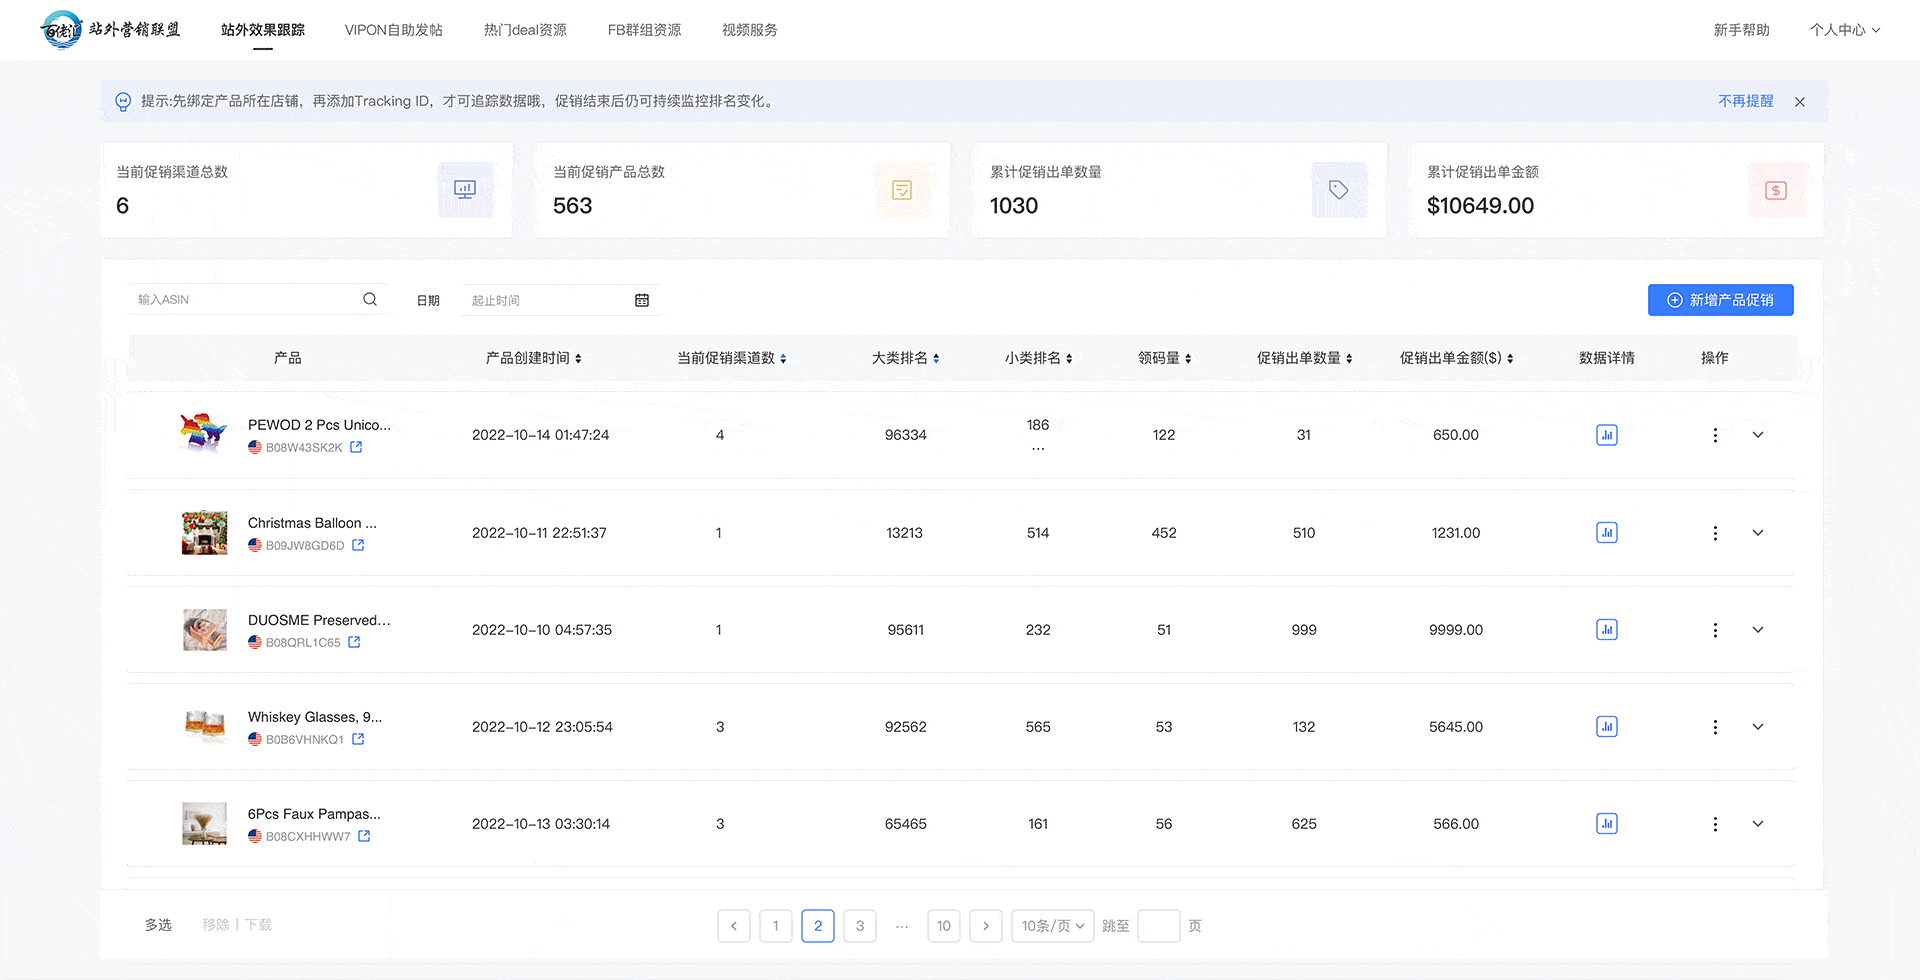 百佬汇 站外营销联盟 站外效果跟踪 VIPON自助发帖 热门deal资源 FB群组资源 视频服务 新手帮助 个人中心
提示:先绑定产品所在店铺，再添加Tracking ID，才可追踪数据哦，促销结束后仍可持续监控排名变化。 不再提醒
当前促销渠道总数 当前促销产品总数 累计促销出单数量 累计促销出单金额
6 563 1030 $10649.00
输入ASIN 日期 起止时间 新增产品促销
产品 产品创建时间 当前促销渠道数 大类排名 小类排名 领码量 促销出单数量 促销出单金额($) 数据详情 操作
PEWOD 2 Pcs Unico...
B08W43SK2K
2022-10-14 01:47:24 4 96334 186
...
122 31 650.00
Christmas Balloon ...
B09JW8GD6D
2022-10-11 22:51:37 1 13213 514 452 510 1231.00
DUOSME Preserved...
B08QRL1C65
2022-10-10 04:57:35 1 95611 232 51 999 9999.00
Whiskey Glasses, 9...
B0B6VHNKQ1
2022-10-12 23:05:54 3 92562 565 53 132 5645.00
6Pcs Faux Pampas...
B08CXHHWW7
2022-10-13 03:30:14 3 65465 161 56 625 566.00
多选 移除 | 下载 1 2 3 ... 10 10条/页 跳至 页